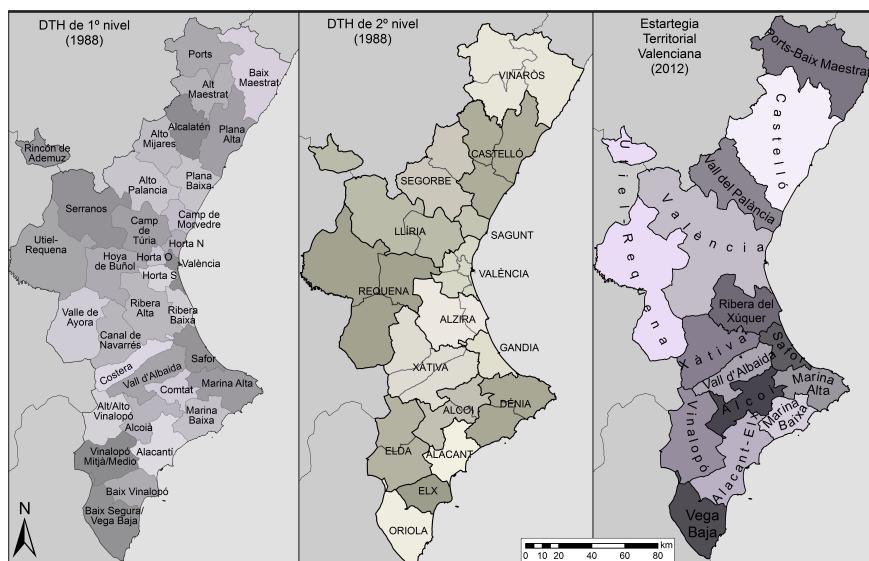 DTH de 1º nivel
(1988)
Ports
Baix
Maestrat
Alt
Maestrat
Alcalatén
Plana
Alta
Alto
Mijares
Rincón de
Ademuz
Plana
Baixa
Alto
Palancia
Serranos
Camp de
Morvedre
Camp
de
Túria
Utiel-
Requena
Horta N
Hoya
de Buñol
Horta O
València
Horta S
Valle de
Ayora
Ribera
Alta
Ribera
Baixa
Canal de
Navarrés
Costera
Safor
Vall d'Albaida
Comtat
Marina Alta
Alt/Alto
Vinalopó
Marina
Baixa
Alcoià
Vinalopó
Mitjà/Medio
Alacantí
Baix Vinalopó
Baix Segura/
Vega Baja
N
DTH de 2º nivel
(1988)
VINARÒS
CASTELLÓ
SEGORBE
LLÍRIA
SAGUNT
VALÈNCIA
REQUENA
ALZIRA
GANDIA
XÀTIVA
DÉNIA
ALCOI
ELDA
ALACANT
ELX
ORIOLA
Estartegia
Territorial
Valenciana
(2012)
Ports-Baix Maestrat
Castelló
Utiel-Requena
Vall del Palància
València
Ribera del
Xúquer
Xàtiva
Safor
Vall d'Albaida
Marina
Alta
Alcoi
Marina
Baixa
Vinalopó
Alacant-Elx
Vega
Baja
km
0 10 20 40 60 80